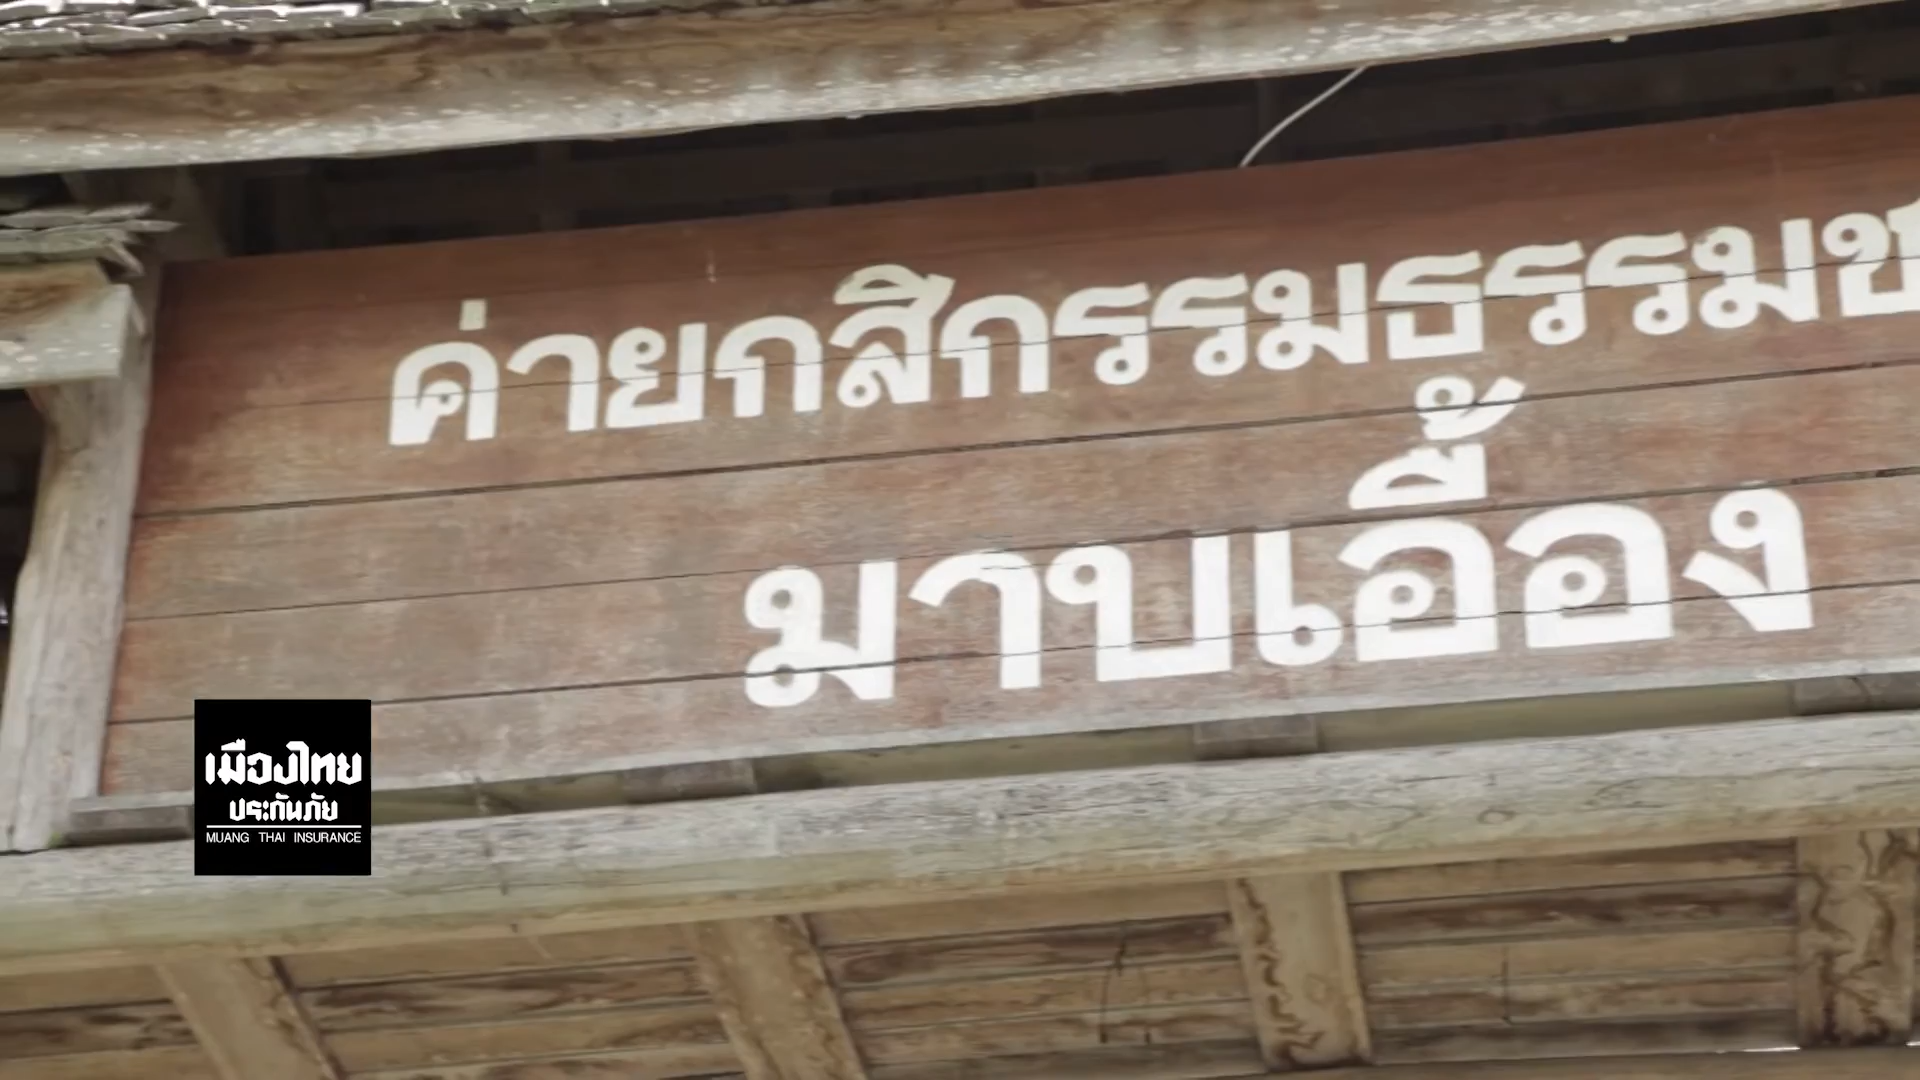 ค่ายกสิกรรมธรรมช
มาบเอื้อง
เมืองไทย
ประกันภัย
MUANG THAI INSURANCE